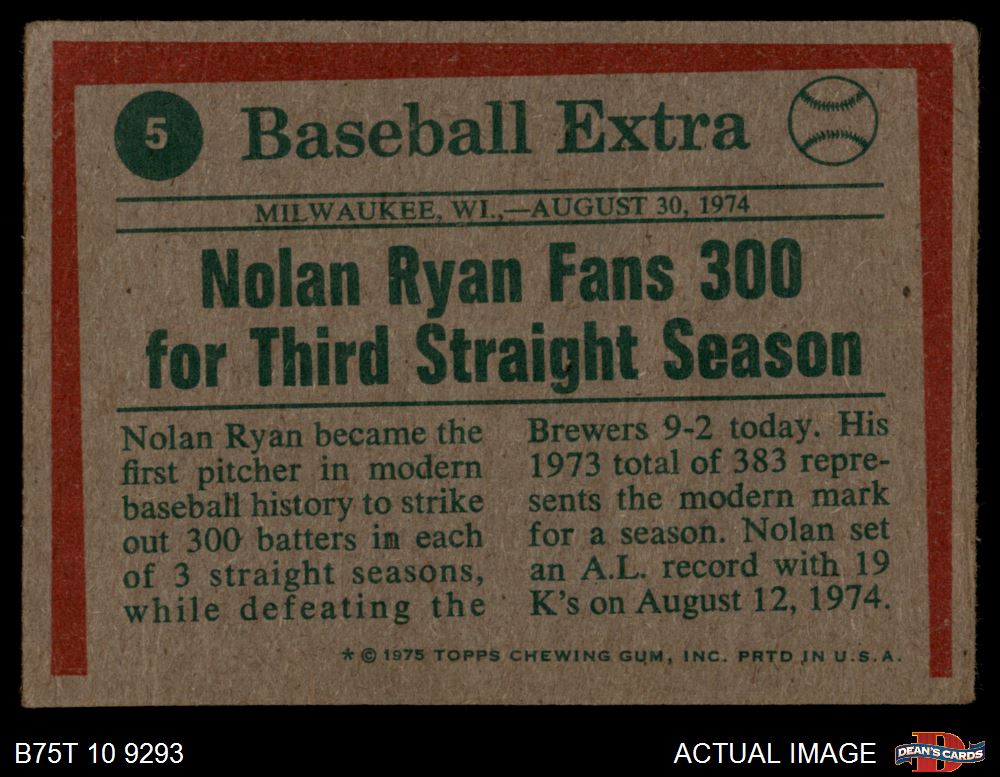 5
Baseball Extra
MILWAUKEE, WI.,—AUGUST 30, 1974
Nolan Ryan Fans 300
for Third Straight Season
Nolan Ryan became the
first pitcher in modern
baseball history to strike
out 300 batters in each
of 3 straight seasons,
while defeating the
Brewers 9-2 today. His
1973 total of 383 repre-
sents the modern mark
for a season. Nolan set
an A.L. record with 19
K's on August 12, 1974.
* © 1975 TOPPS CHEWING GUM, INC. PRTD IN U.S.A.
B75T 10 9293
ACTUAL IMAGE
D
DEAN'S CARDS